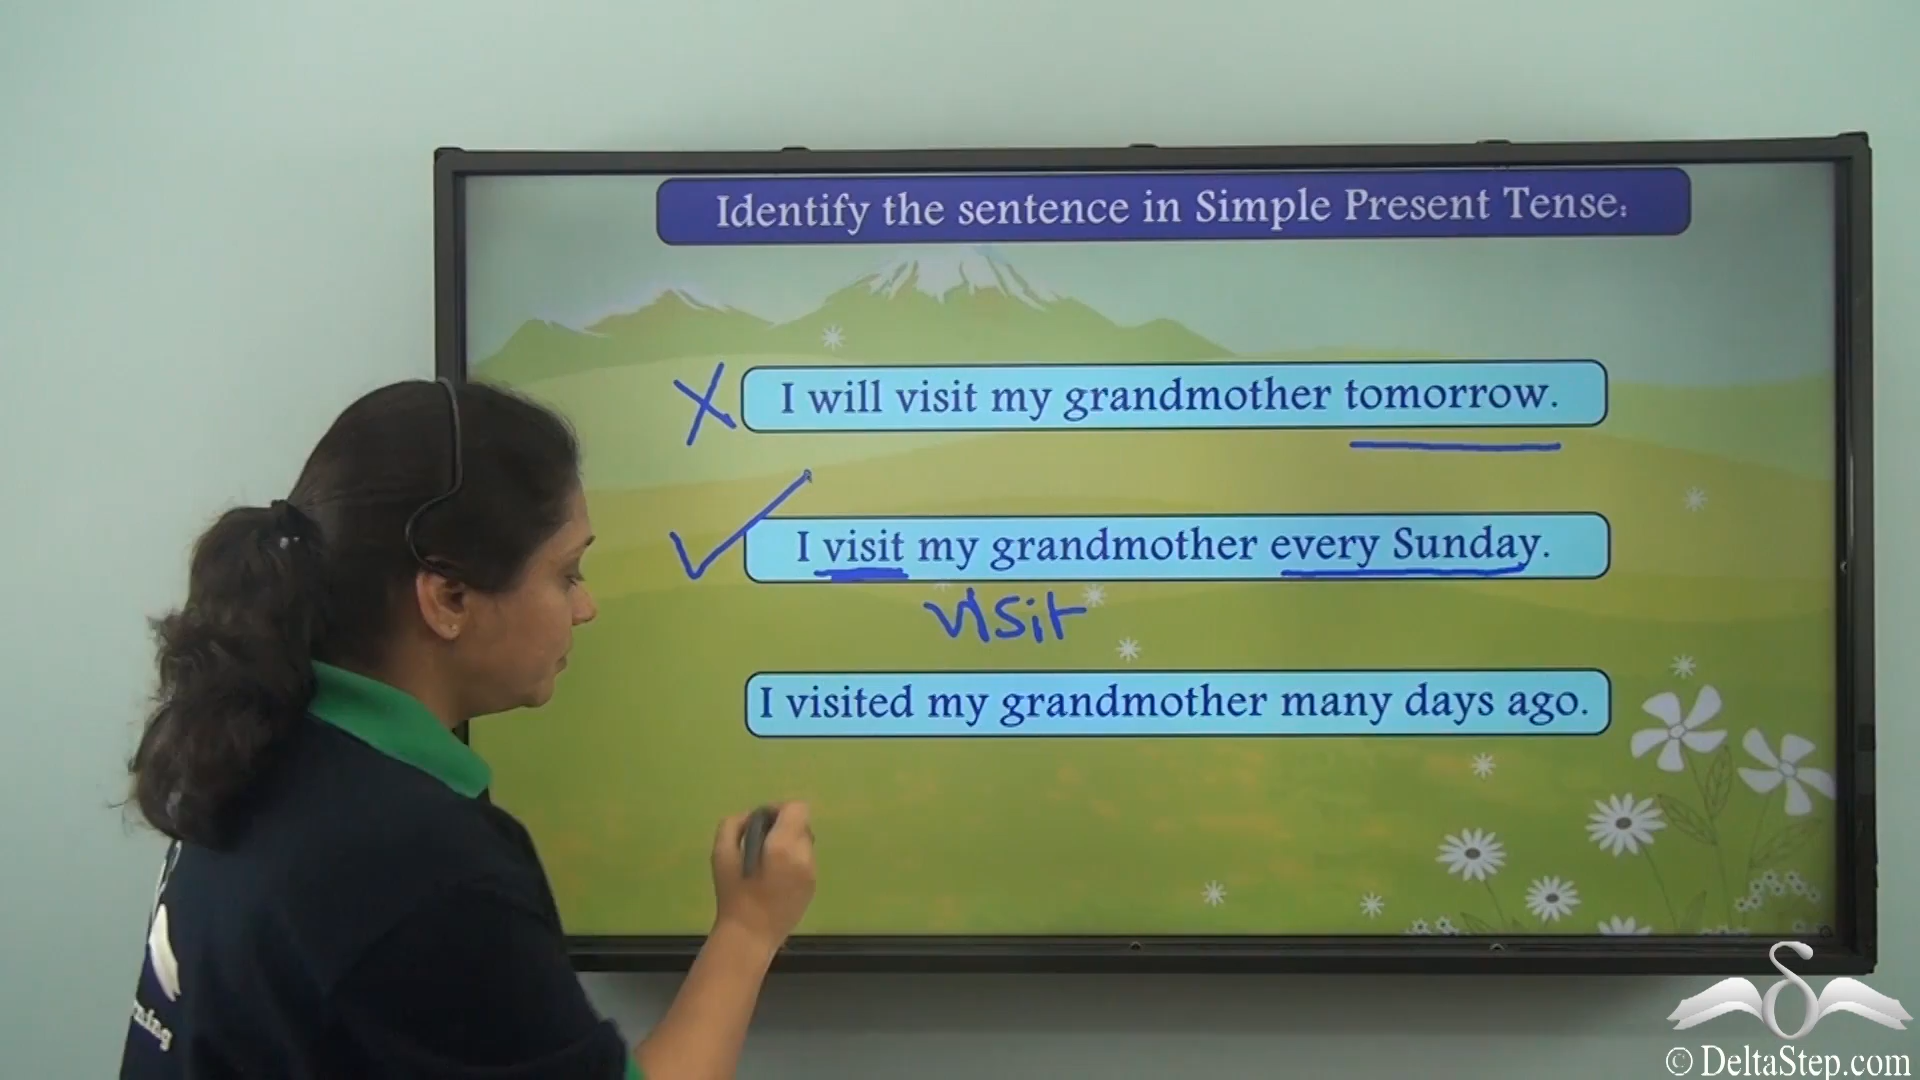 Identify the sentence in Simple Present Tense:
X I will visit my grandmother tomorrow.
✓ I visit my grandmother every Sunday.
visit
I visited my grandmother many days ago.
© DeltaStep.com